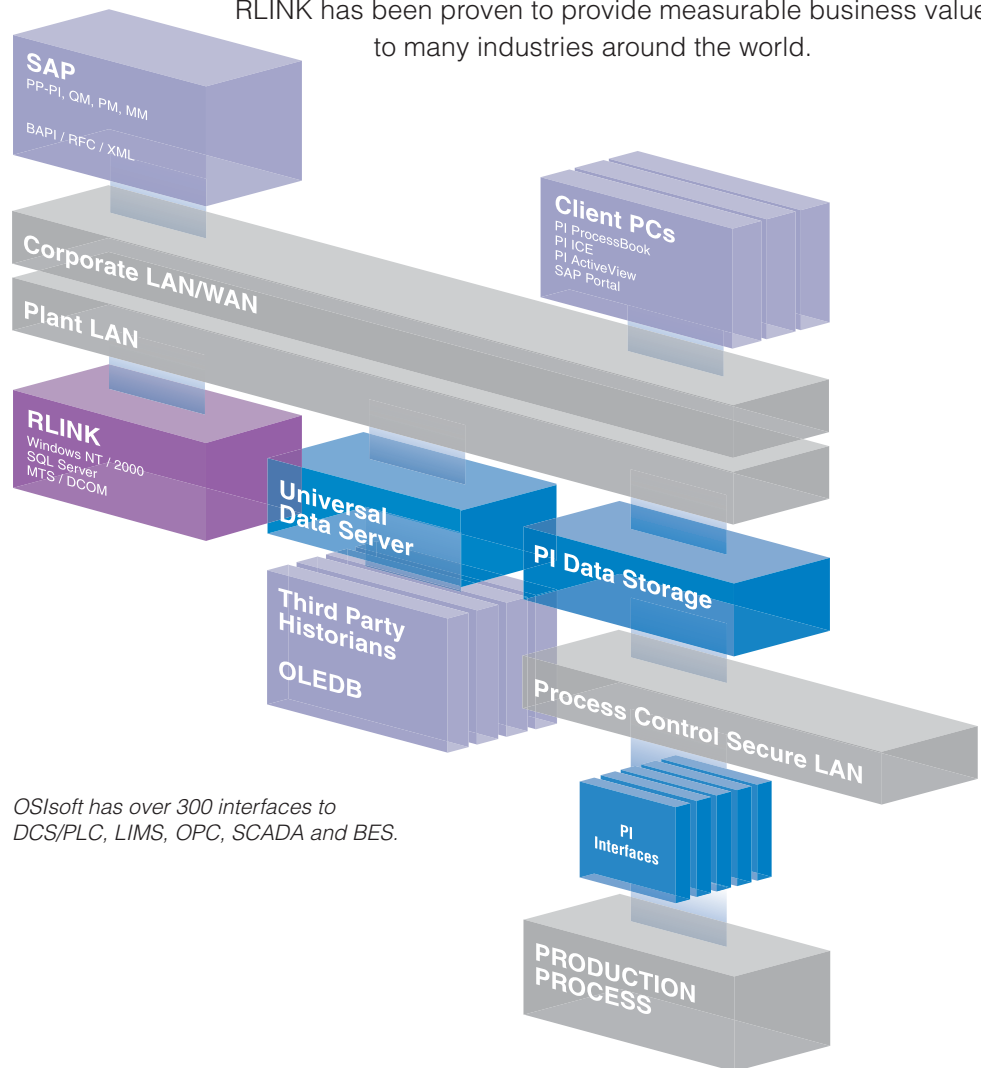 RLINK has been proven to provide measurable business value
to many industries around the world.
SAP
PP-PI, QM, PM, MM
BAPI / RFC / XML
Client PCs
PI ProcessBook
PI ICE
PI ActiveView
SAP Portal
Corporate LAN/WAN
Plant LAN
RLINK
Windows NT / 2000
SQL Server
MTS / DCOM
Universal
Data Server
PI Data Storage
Third Party
Historians
OLEDB
Process Control Secure LAN
OSIsoft has over 300 interfaces to
DCS/PLC, LIMS, OPC, SCADA and BES.
PI
Interfaces
PRODUCTION
PROCESS